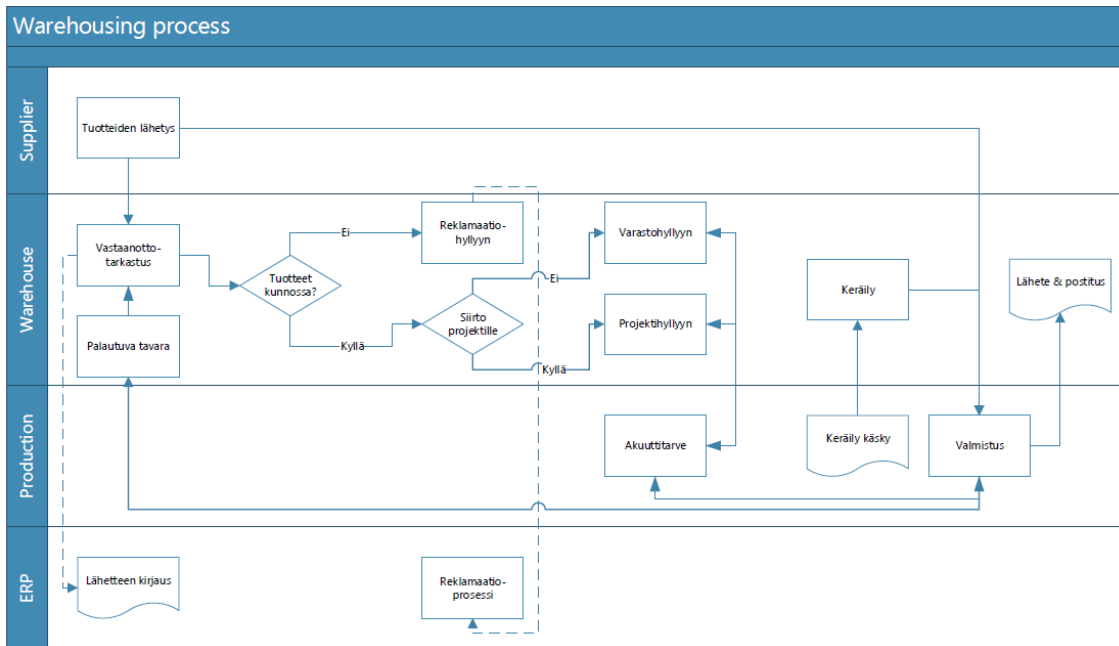 Warehousing process
Supplier
Tuotteiden lähetys
Warehouse
Vastaanotto-
tarkastus
Palautuva tavara
Tuotteet
kunnossa?
Ei
Kyllä
Reklamaatio-
hyllyyn
Siirto
projektille
Ei
Kyllä
Varastohyllyyn
Projektihyllyyn
Keräily
Lähete & postitus
Production
Akuuttitarve
Keräily käsky
Valmistus
ERP
Lähetteen kirjaus
Reklamaatio-
prosessi